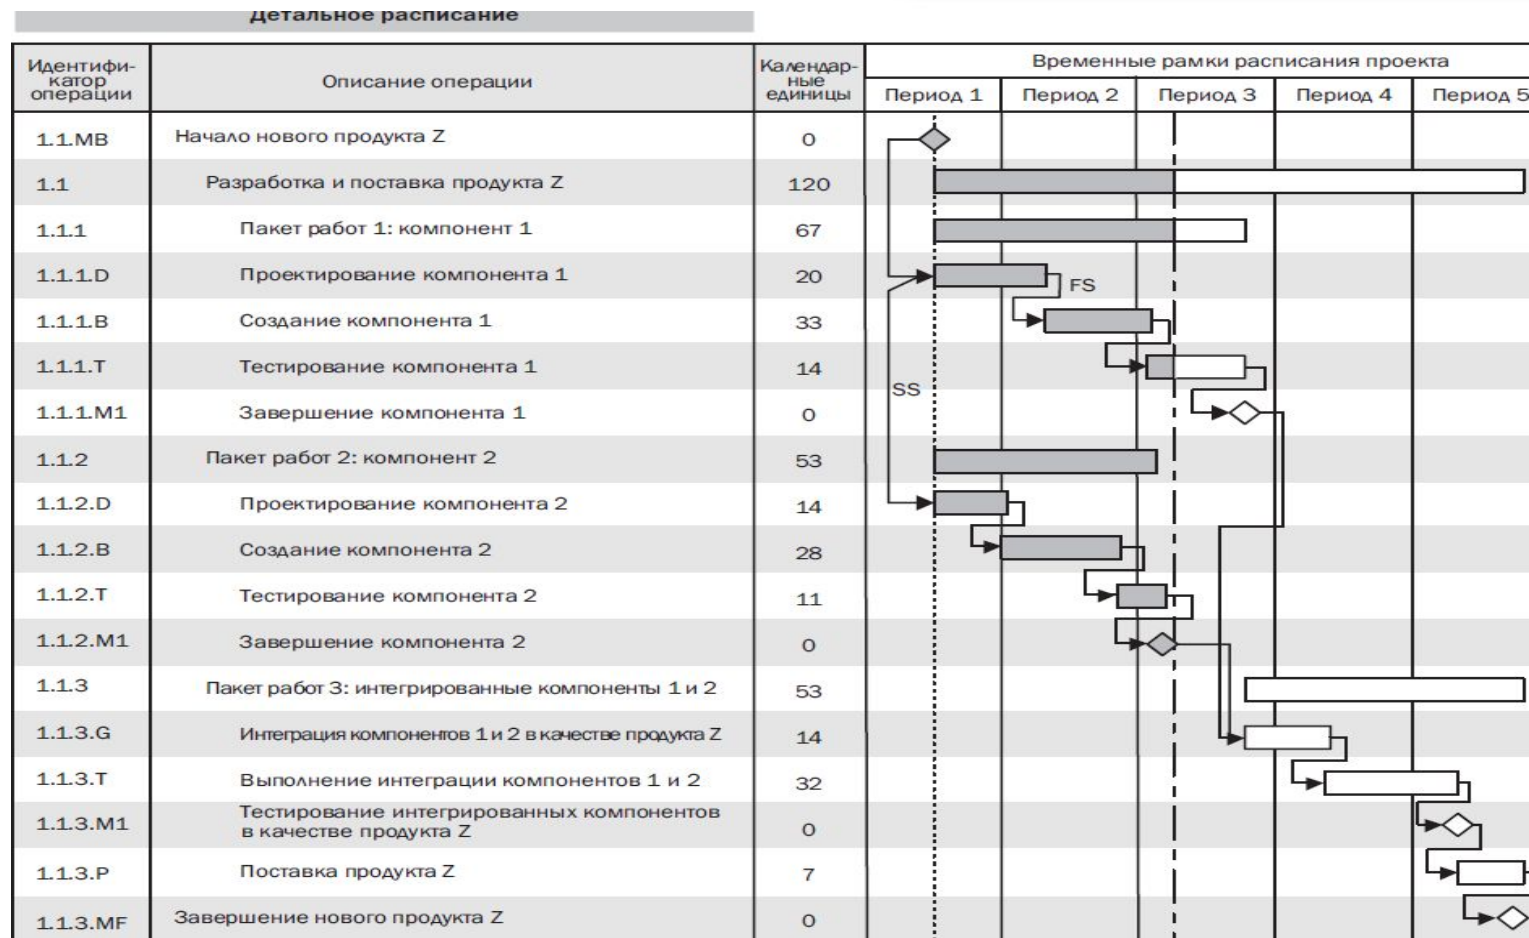 Детальное расписание
Идентифи-
катор
операции
Описание операции
Календар-
ные
единицы
Временные рамки расписания проекта
Период 1 Период 2 Период 3 Период 4 Период 5
1.1.MB Начало нового продукта Z 0
1.1 Разработка и поставка продукта Z 120
1.1.1 Пакет работ 1: компонент 1 67
1.1.1.D Проектирование компонента 1 20
FS
1.1.1.B Создание компонента 1 33
1.1.1.T Тестирование компонента 1 14
SS
1.1.1.M1 Завершение компонента 1 0
1.1.2 Пакет работ 2: компонент 2 53
1.1.2.D Проектирование компонента 2 14
1.1.2.B Создание компонента 2 28
1.1.2.T Тестирование компонента 2 11
1.1.2.M1 Завершение компонента 2 0
1.1.3 Пакет работ 3: интегрированные компоненты 1 и 2 53
1.1.3.G Интеграция компонентов 1 и 2 в качестве продукта Z 14
1.1.3.T Выполнение интеграции компонентов 1 и 2 32
1.1.3.M1 Тестирование интегрированных компонентов
в качестве продукта Z 0
1.1.3.P Поставка продукта Z 7
1.1.3.MF Завершение нового продукта Z 0